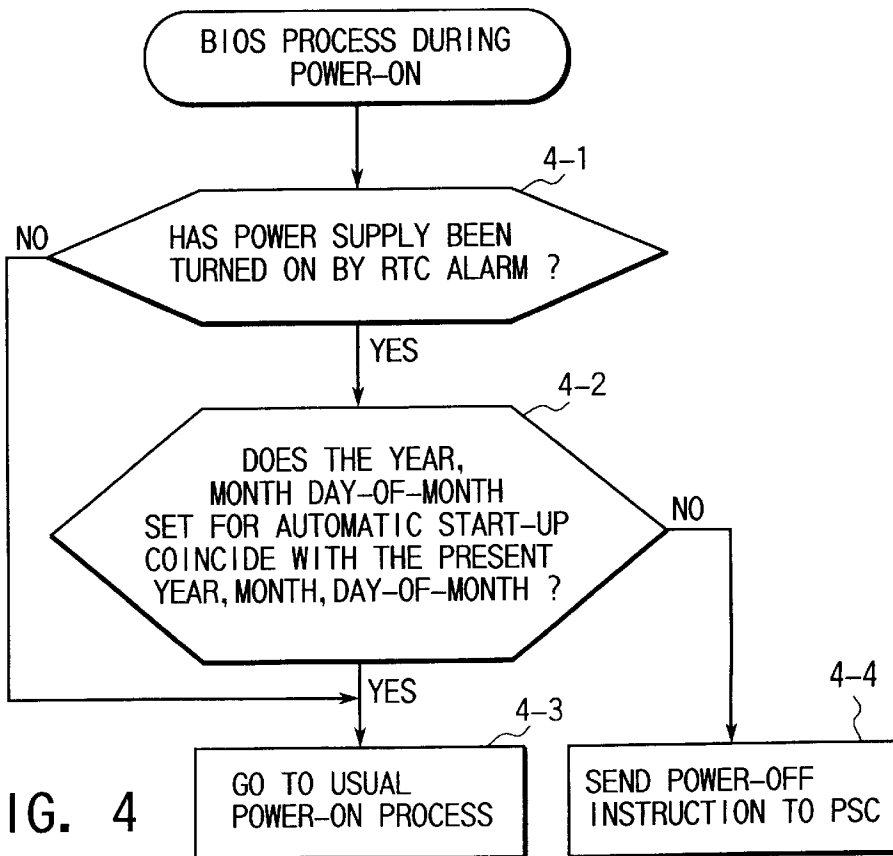 BIOS PROCESS DURING
POWER-ON
4-1
NO
HAS POWER SUPPLY BEEN
TURNED ON BY RTC ALARM ?
YES
4-2
DOES THE YEAR,
MONTH DAY-OF-MONTH
SET FOR AUTOMATIC START-UP
COINCIDE WITH THE PRESENT
YEAR, MONTH, DAY-OF-MONTH ?
NO
YES
4-3
4-4
GO TO USUAL
POWER-ON PROCESS
SEND POWER-OFF
INSTRUCTION TO PSC
IG. 4